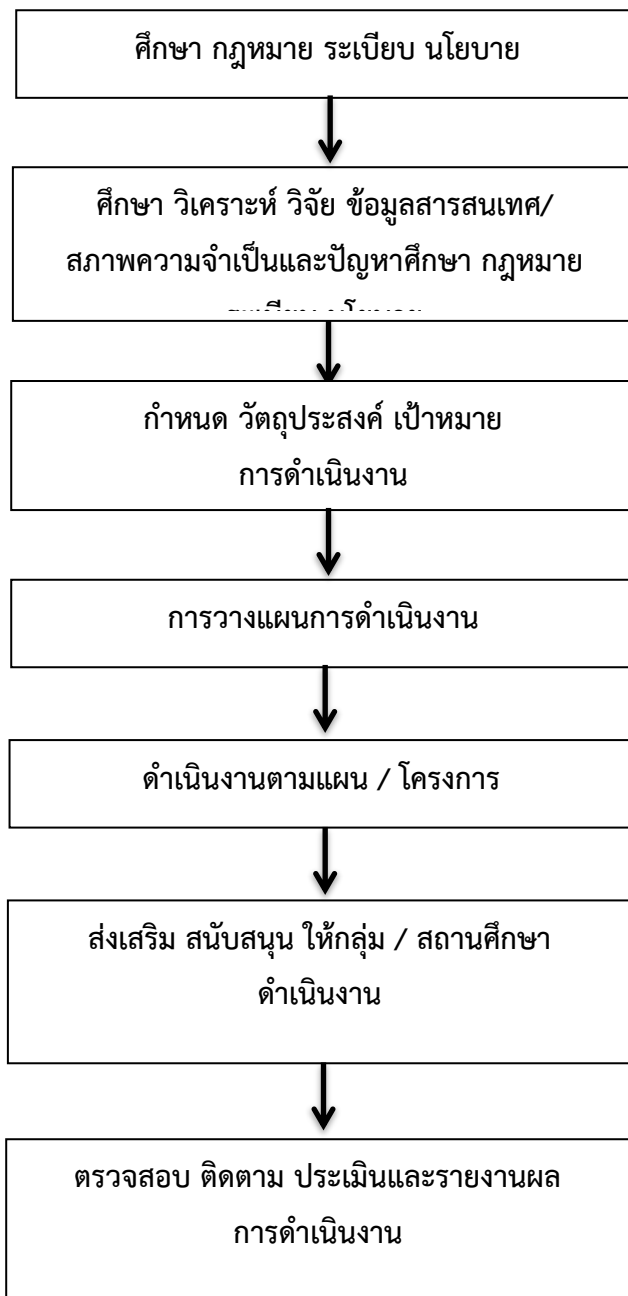 ศึกษา กฎหมาย ระเบียบ นโยบาย
ศึกษา วิเคราะห์ วิจัย ข้อมูลสารสนเทศ/
สภาพความจำเป็นและปัญหาศึกษา กฎหมาย
กำหนด วัตถุประสงค์ เป้าหมาย
การดำเนินงาน
การวางแผนการดำเนินงาน
ดำเนินงานตามแผน / โครงการ
ส่งเสริม สนับสนุน ให้กลุ่ม / สถานศึกษา
ดำเนินงาน
ตรวจสอบ ติดตาม ประเมินและรายงานผล
การดำเนินงาน